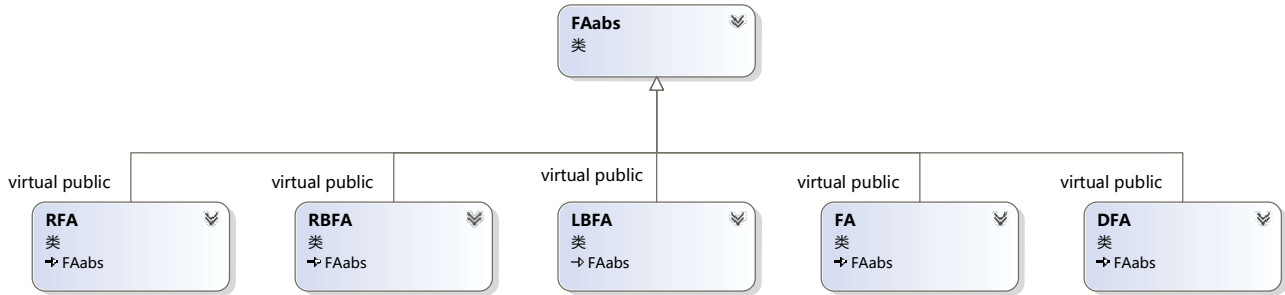 FAabs
类
virtual public
virtual public
virtual public
virtual public
virtual public
RFA
类
FAabs
RBFA
类
FAabs
LBFA
类
FAabs
FA
类
FAabs
DFA
类
FAabs